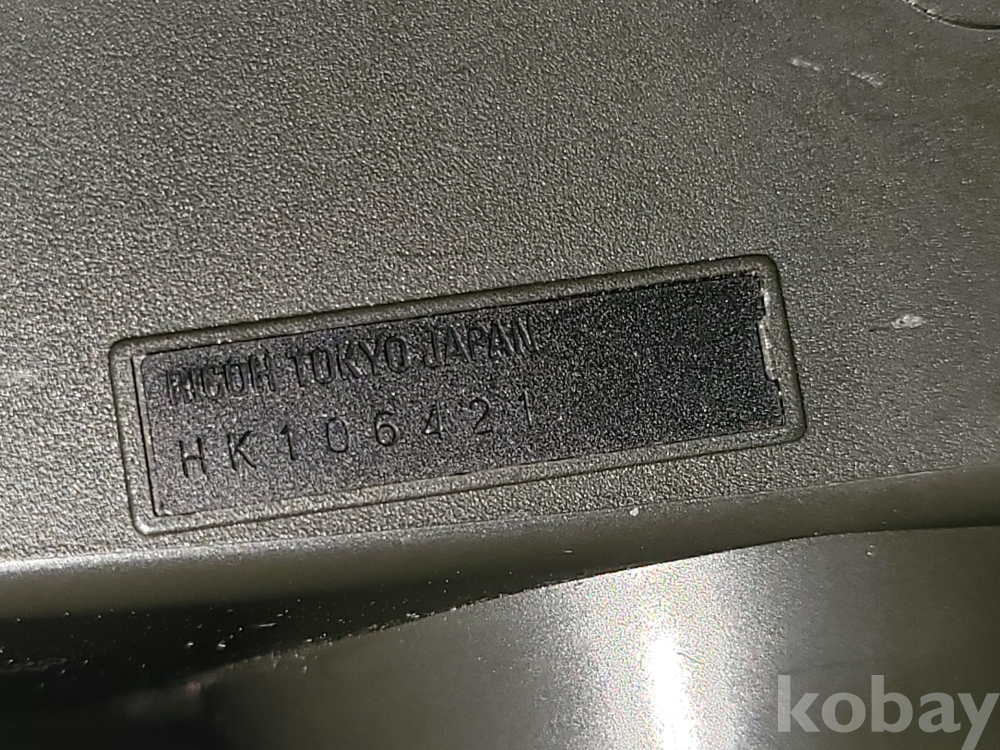 RICOH TOKYO JAPAN
HK106421
kobay